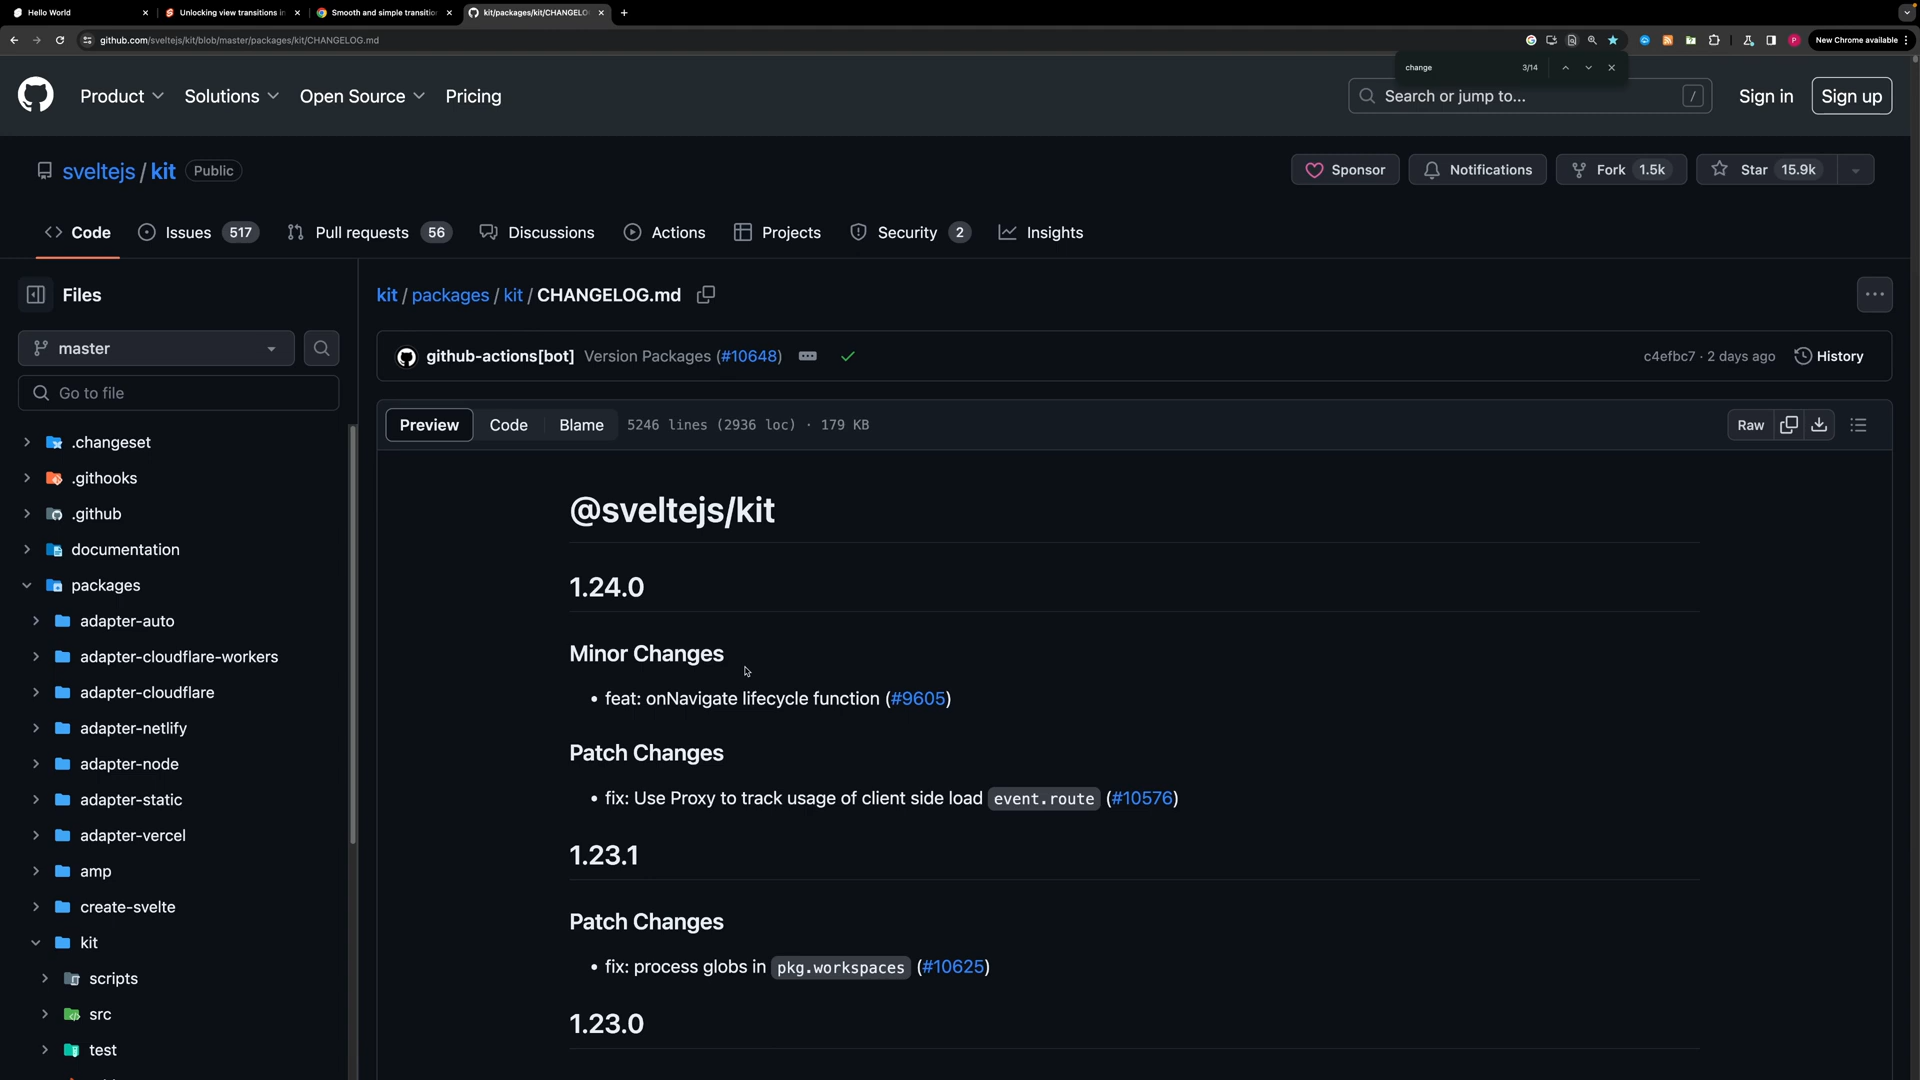 Hello World
Unlocking view transitions in
Smooth and simple transitio
kit/packages/kit/CHANGELO
github.com/sveltejs/kit/blob/master/packages/kit/CHANGELOG.md
New Chrome available
change
3/14
Product
Solutions
Open Source
Pricing
Search or jump to...
/
Sign in
Sign up
sveltejs / kit
Public
Sponsor
Notifications
Fork 1.5k
Star 15.9k
Code
Issues 517
Pull requests 56
Discussions
Actions
Projects
Security 2
Insights
Files
master
Go to file
.changeset
.githooks
.github
documentation
packages
adapter-auto
adapter-cloudflare-workers
adapter-cloudflare
adapter-netlify
adapter-node
adapter-static
adapter-vercel
amp
create-svelte
kit
scripts
src
test
kit / packages / kit / CHANGELOG.md
github-actions[bot] Version Packages (#10648)
c4efbc7 · 2 days ago
History
Preview
Code
Blame
5246 lines (2936 loc) · 179 KB
Raw
@sveltejs/kit
1.24.0
Minor Changes
• feat: onNavigate lifecycle function (#9605)
Patch Changes
• fix: Use Proxy to track usage of client side load event.route (#10576)
1.23.1
Patch Changes
• fix: process globs in pkg.workspaces (#10625)
1.23.0